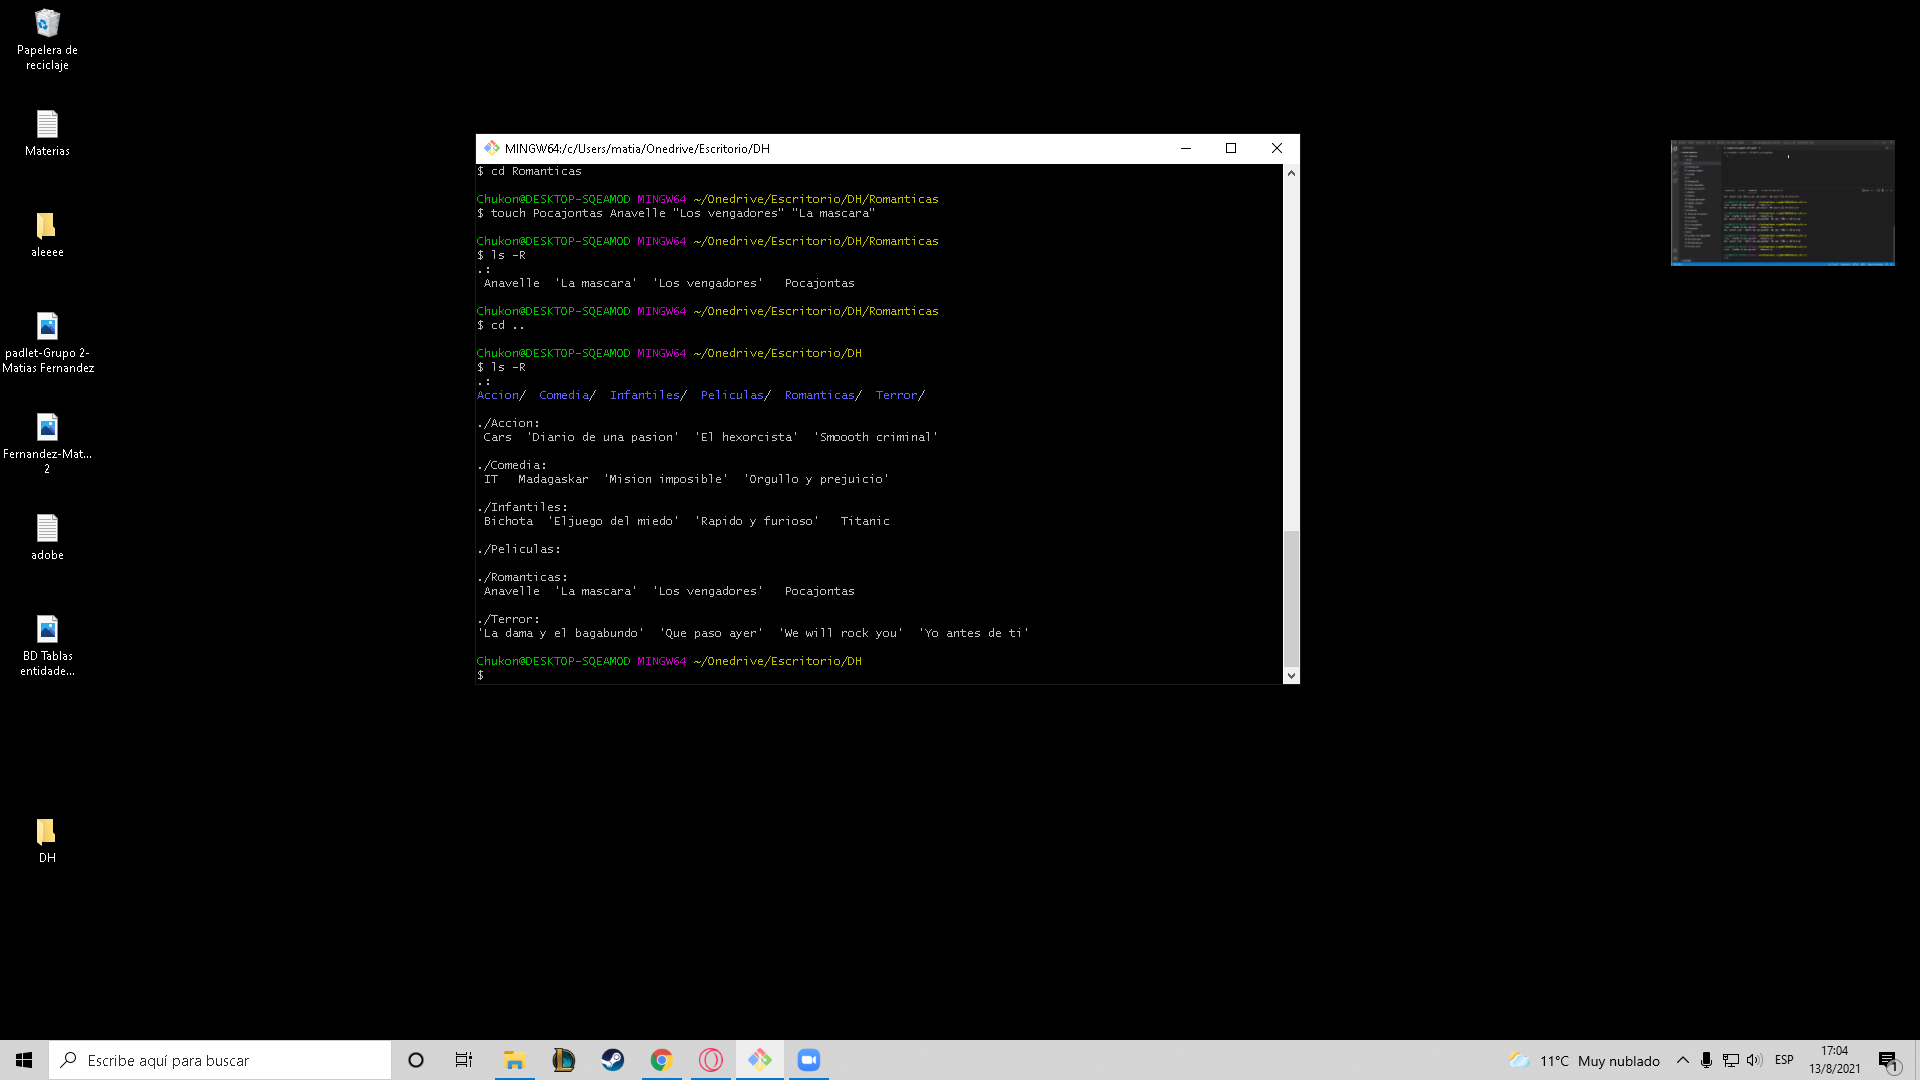 Papelera de
reciclaje
Materias
aleeee
padlet-Grupo 2-
Matias Fernandez
Fernandez-Mat...
2
adobe
BD Tablas
entidade...
DH
MINGW64:/c/Users/matia/Onedrive/Escritorio/DH
$ cd Romanticas
Chukon@DESKTOP-SQEAMOD MINGW64 ~/Onedrive/Escritorio/DH/Romanticas
$ touch Pocajontas Anavelle "Los vengadores" "La mascara"
Chukon@DESKTOP-SQEAMOD MINGW64 ~/Onedrive/Escritorio/DH/Romanticas
$ ls -R
.:
Anavelle 'La mascara' 'Los vengadores' Pocajontas
Chukon@DESKTOP-SQEAMOD MINGW64 ~/Onedrive/Escritorio/DH/Romanticas
$ cd ..
Chukon@DESKTOP-SQEAMOD MINGW64 ~/Onedrive/Escritorio/DH
$ ls -R
.:
Accion/ Comedia/ Infantiles/ Peliculas/ Romanticas/ Terror/
./Accion:
Cars 'Diario de una pasion' 'El hexorcista' 'Smoooth criminal'
./Comedia:
IT Madagaskar 'Mision imposible' 'Orgullo y prejuicio'
./Infantiles:
Bichota 'Eljuego del miedo' 'Rapido y furioso' Titanic
./Peliculas:
./Romanticas:
Anavelle 'La mascara' 'Los vengadores' Pocajontas
./Terror:
'La dama y el bagabundo' 'Que paso ayer' 'We will rock you' 'Yo antes de ti'
Chukon@DESKTOP-SQEAMOD MINGW64 ~/Onedrive/Escritorio/DH
$
Escribe aquí para buscar
11°C Muy nublado
ESP
17:04
13/8/2021
1